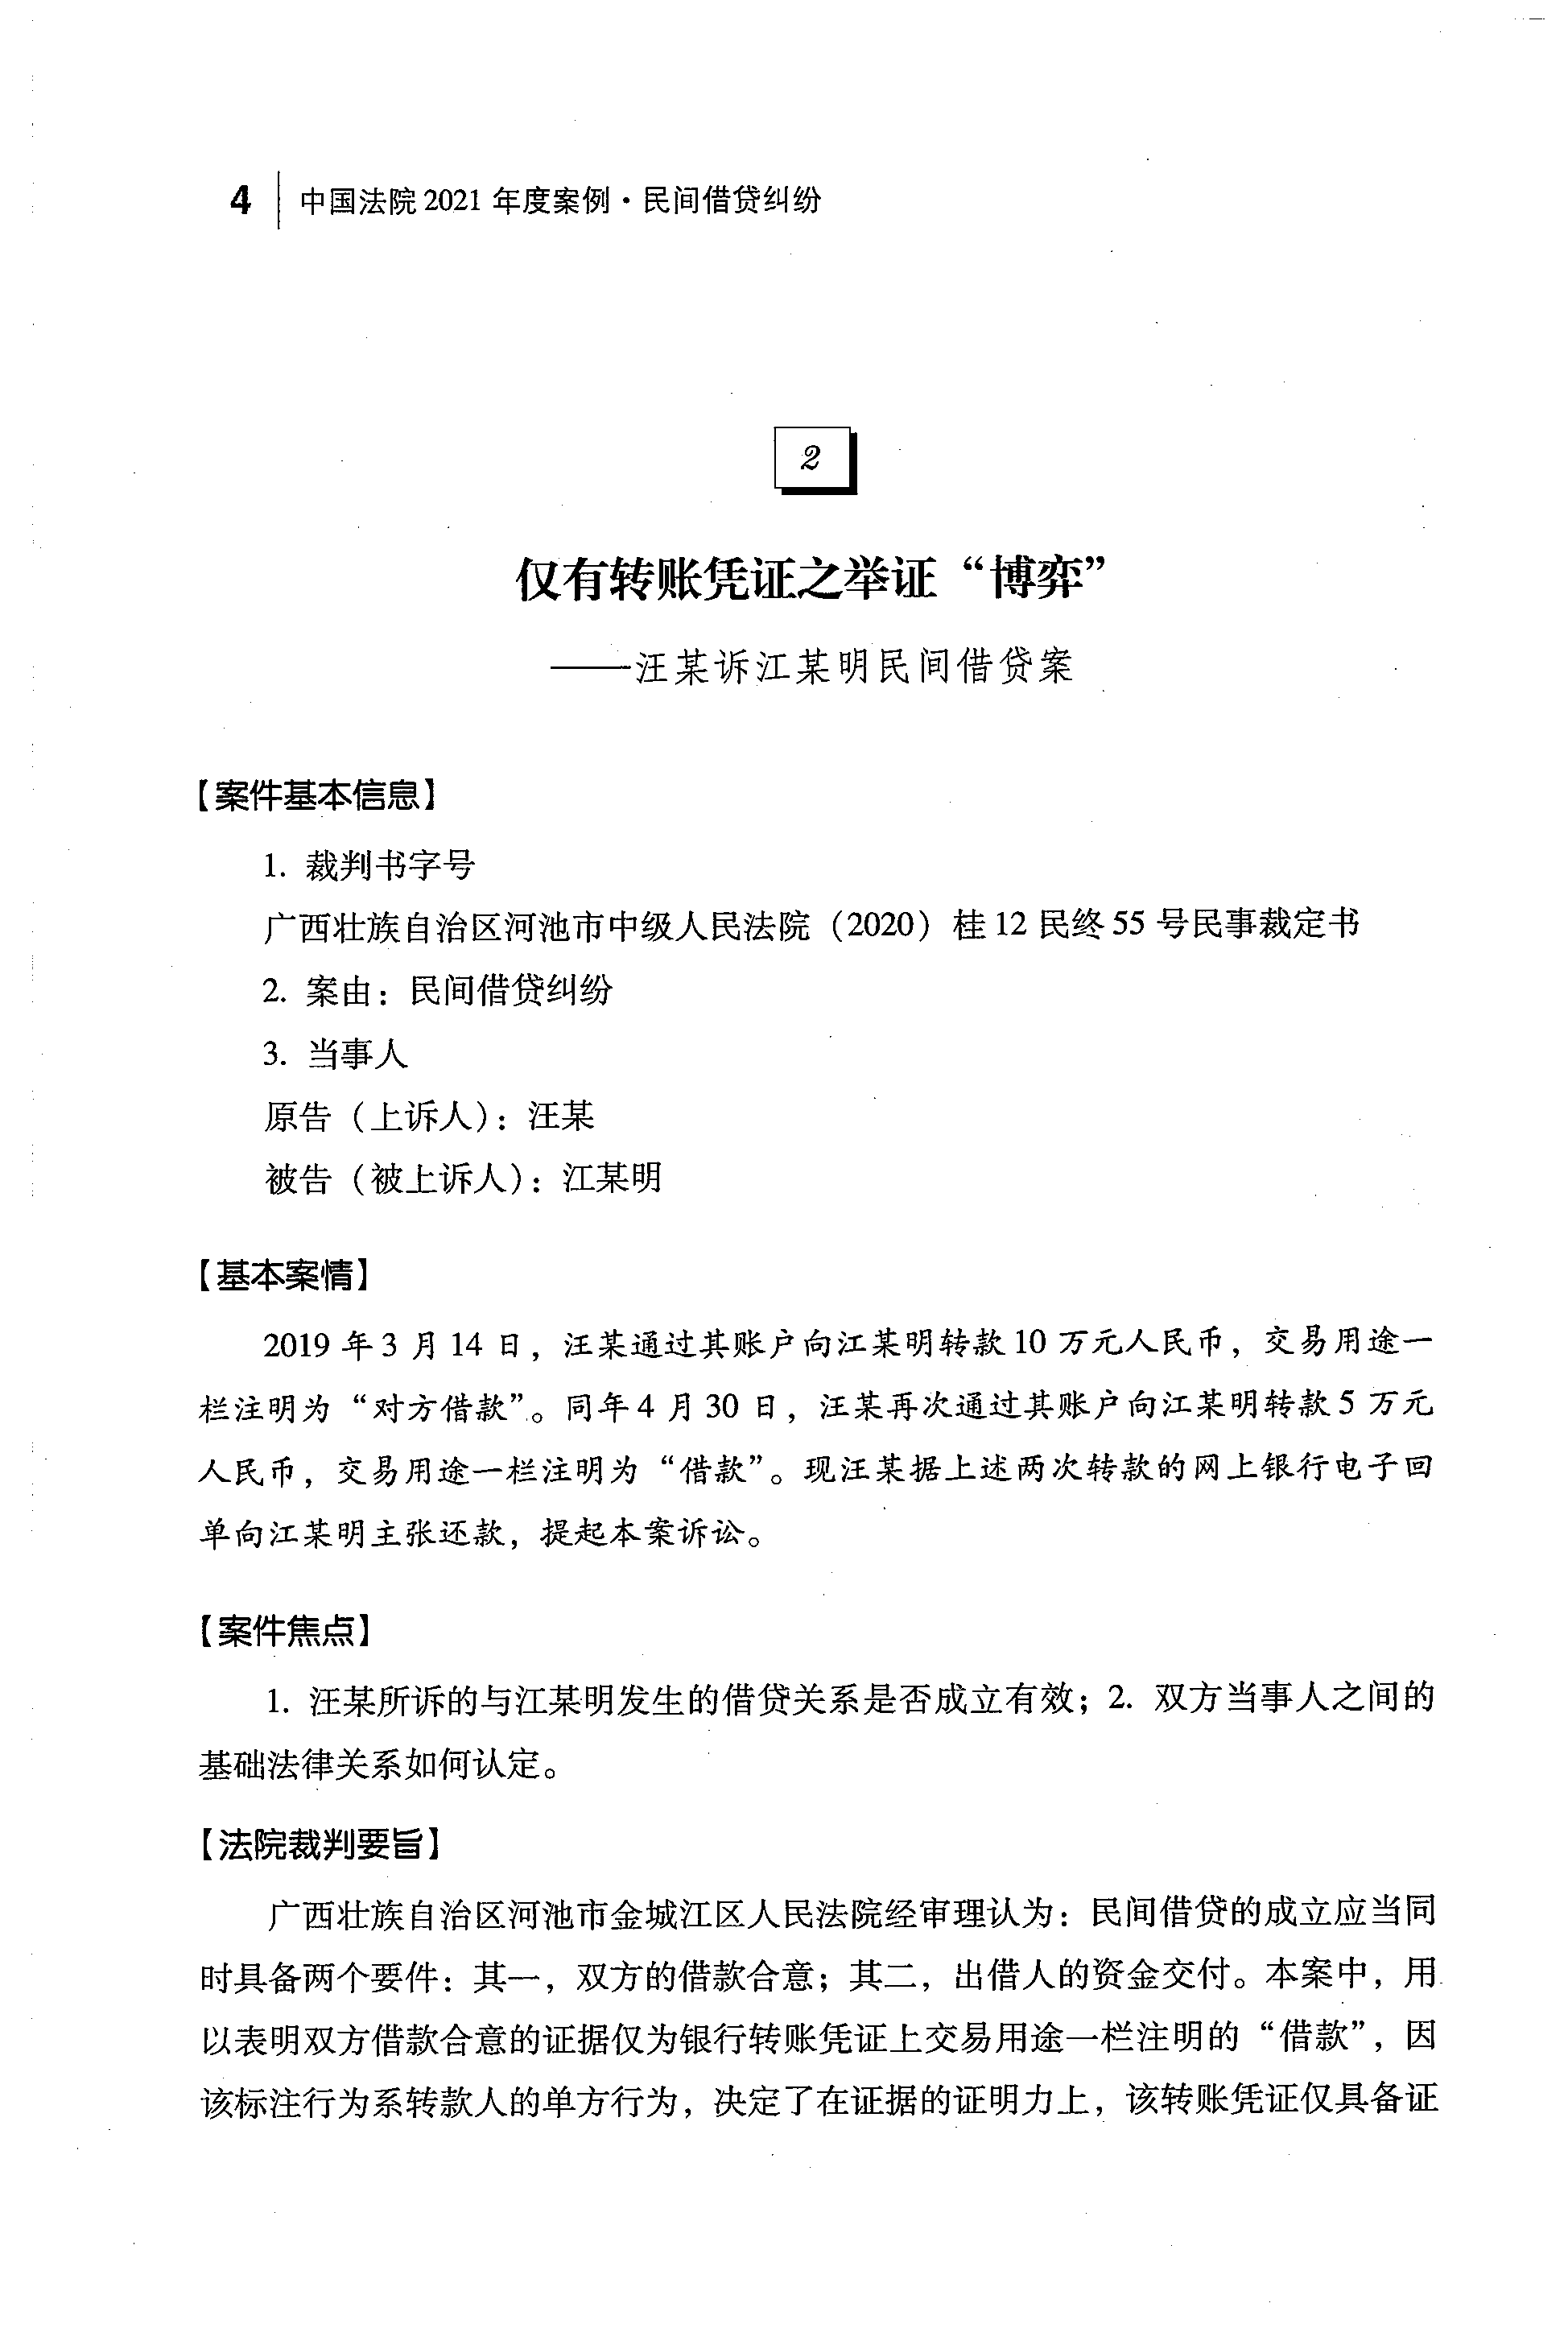 4 中国法院 2021 年度案例·民间借贷纠纷
2
仅有转账凭证之举证“博弈”
——汪某诉江某明民间借贷案
【案件基本信息】
1. 裁判书字号
广西壮族自治区河池市中级人民法院（2020）桂 12 民终 55 号民事裁定书
2. 案由：民间借贷纠纷
3. 当事人
原告（上诉人）：汪某
被告（被上诉人）：江某明
【基本案情】
2019 年 3 月 14 日，汪某通过其账户向江某明转款 10 万元人民币，交易用途一
栏注明为“对方借款”。同年 4 月 30 日，汪某再次通过其账户向江某明转款 5 万元
人民币，交易用途一栏注明为“借款”。现汪某据上述两次转款的网上银行电子回
单向江某明主张还款，提起本案诉讼。
【案件焦点】
1. 汪某所诉的与江某明发生的借贷关系是否成立有效；2. 双方当事人之间的
基础法律关系如何认定。
【法院裁判要旨】
广西壮族自治区河池市金城江区人民法院经审理认为：民间借贷的成立应当同
时具备两个要件：其一，双方的借款合意；其二，出借人的资金交付。本案中，用
以表明双方借款合意的证据仅为银行转账凭证上交易用途一栏注明的“借款”，因
该标注行为系转款人的单方行为，决定了在证据的证明力上，该转账凭证仅具备证